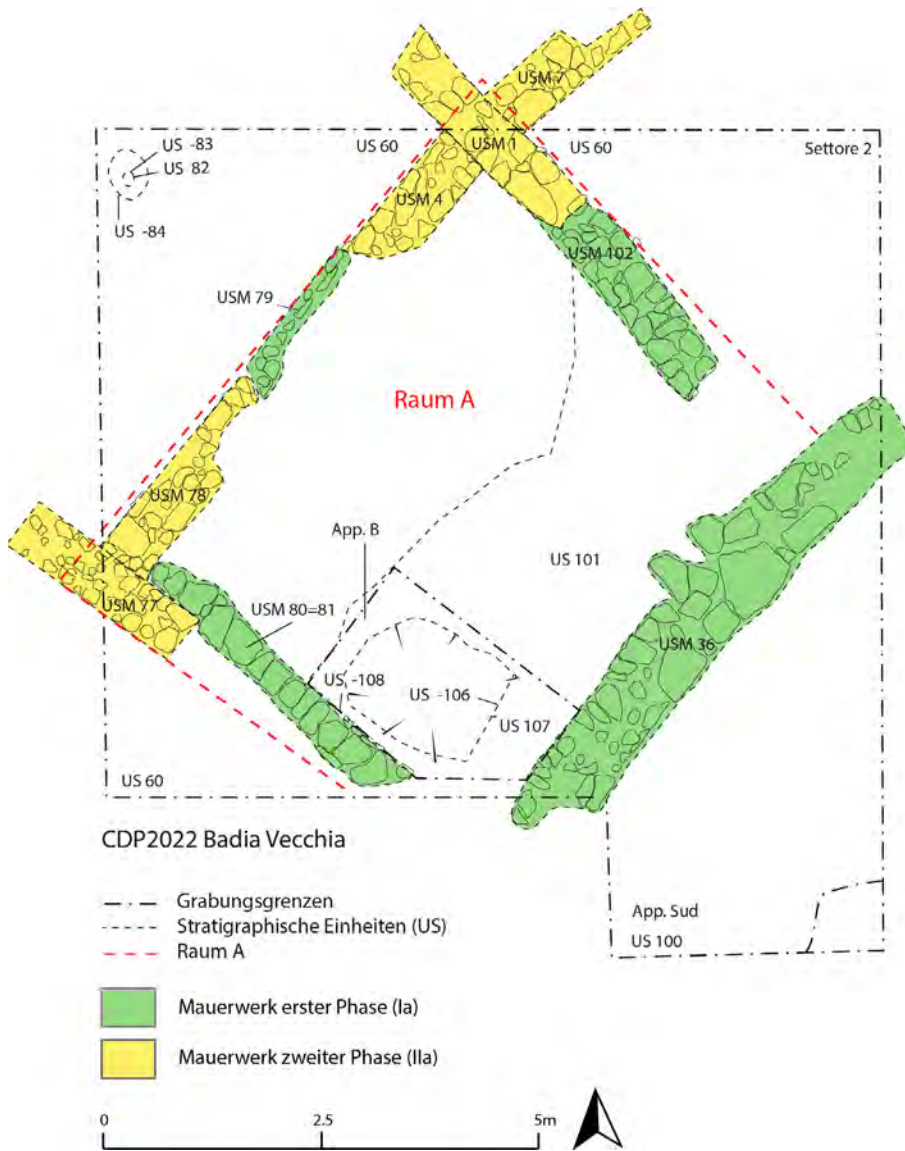 USM 7
US -83
US 82
US 60
USM 1
US 60
Settore 2
USM 4
US -84
USM 102
USM 79
Raum A
USM 78
App. B
US 101
USM 77
USM 80=81
USM 36
US -108
US -106
US 107
US 60
CDP2022 Badia Vecchia
Grabungsgrenzen
Stratigraphische Einheiten (US)
Raum A
App. Sud
US 100
Mauerwerk erster Phase (Ia)
Mauerwerk zweiter Phase (IIa)
0
2.5
5m